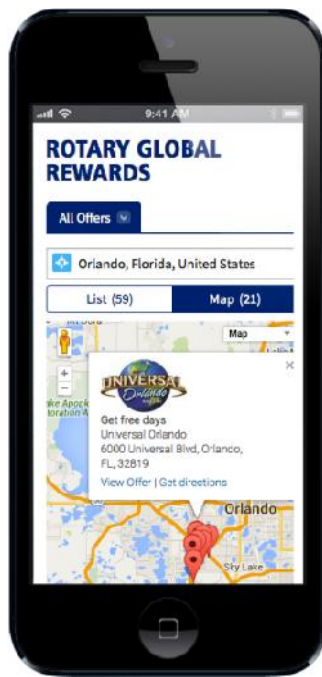 9:41 AM
ROTARY GLOBAL
REWARDS
All Offers
Orlando, Florida, United States
List (59)
Map (21)
Map
UNIVERSAL
Orlando
Get free days
Universal Orlando
6000 Universal Blvd, Orlando,
FL, 32819
View Offer | Get directions
Orlando
Sky Lake